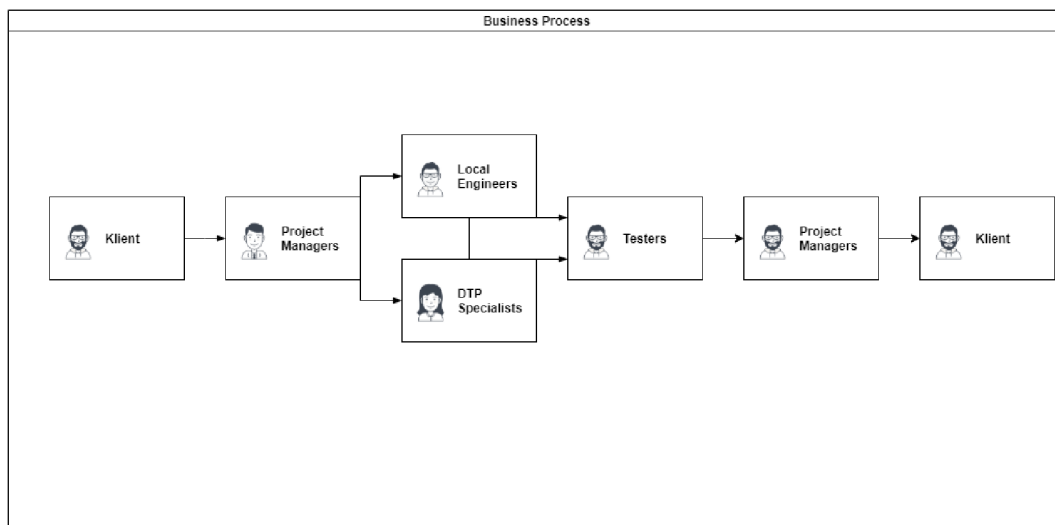 Business Process
Klient
Project
Managers
Local
Engineers
DTP
Specialists
Testers
Project
Managers
Klient